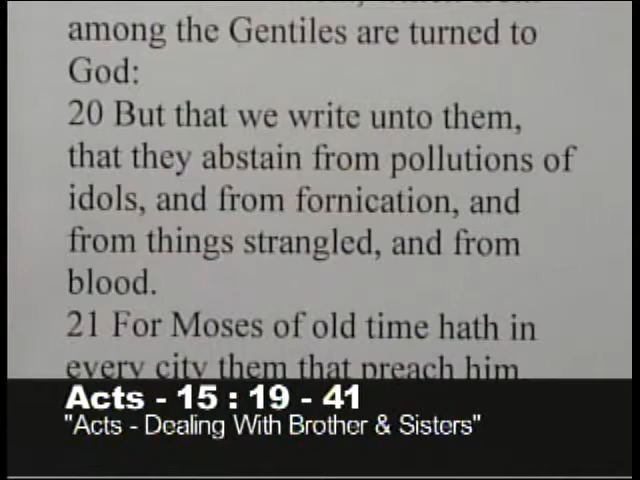 among the Gentiles are turned to
God:
20 But that we write unto them,
that they abstain from pollutions of
idols, and from fornication, and
from things strangled, and from
blood.
21 For Moses of old time hath in
every city them that preach him
Acts - 15 : 19 - 41
"Acts - Dealing With Brother & Sisters"